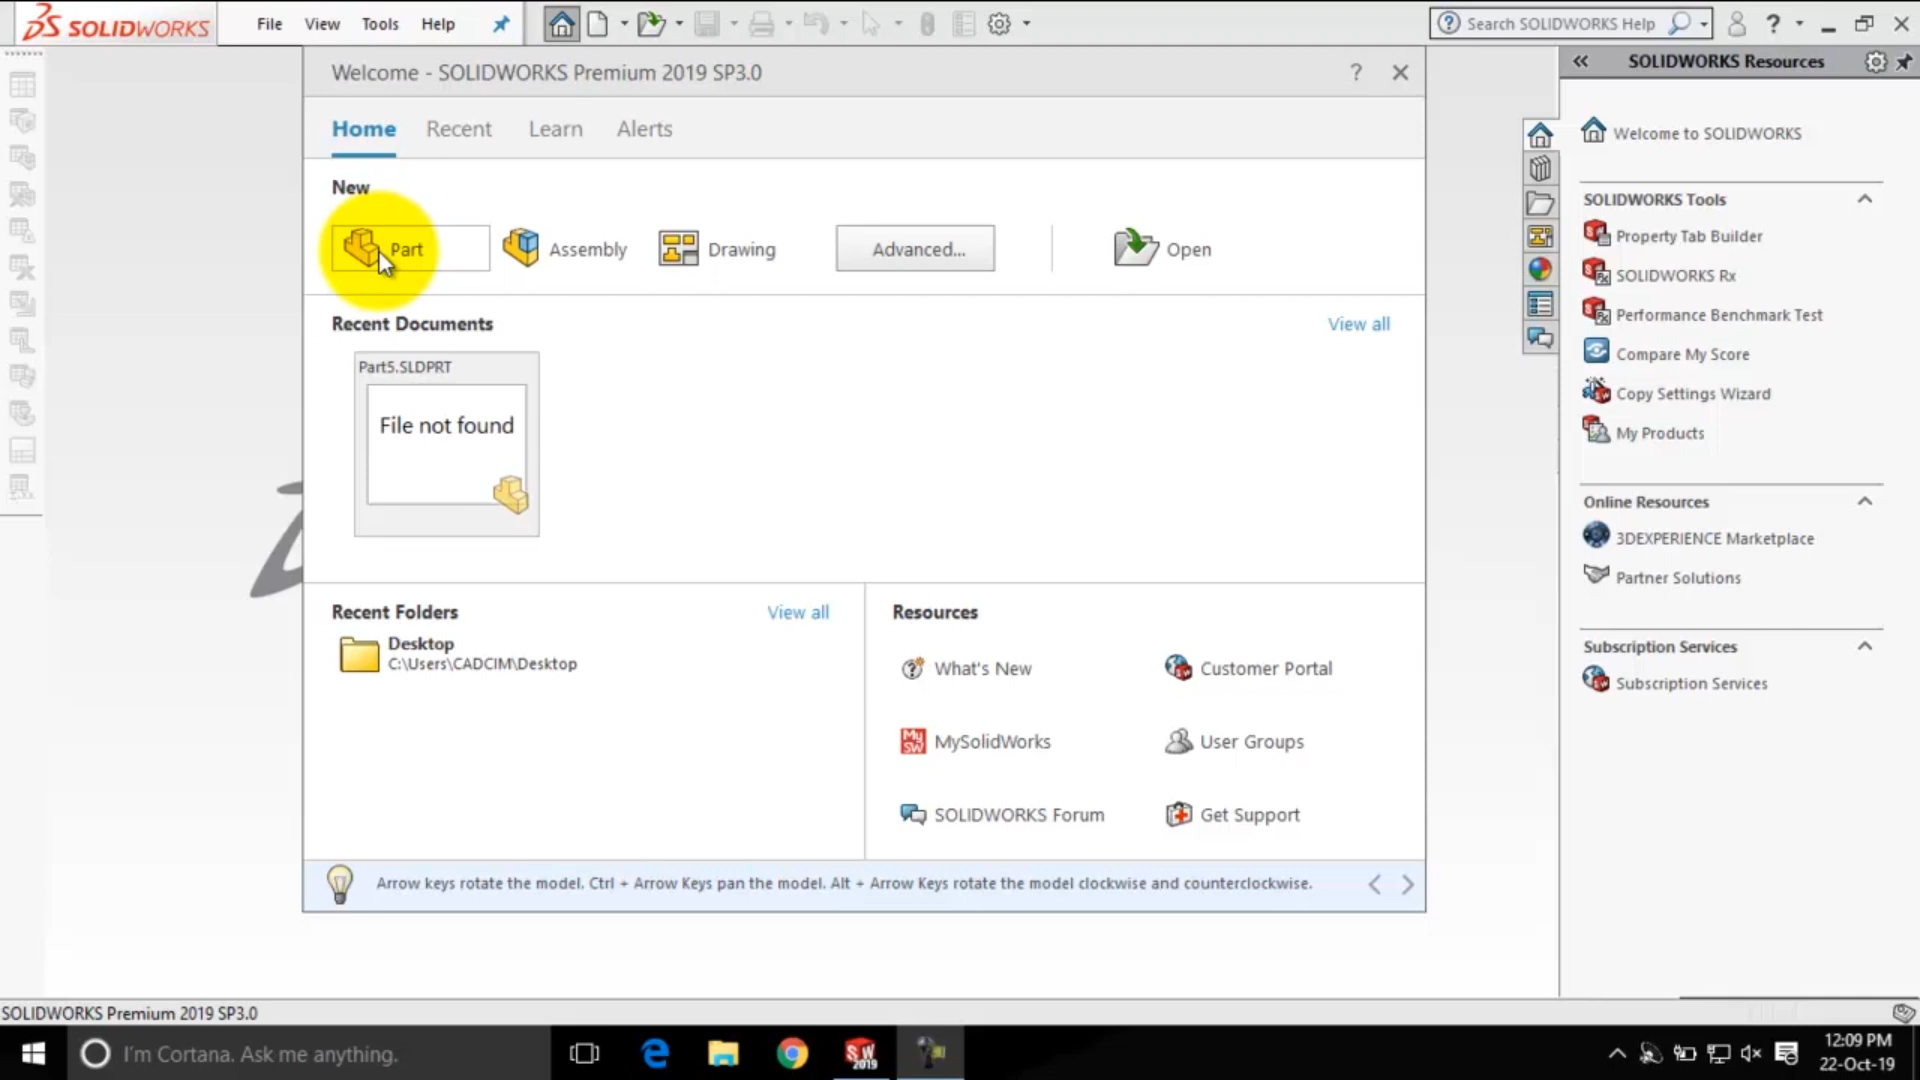 SOLIDWORKS
File View Tools Help
Search SOLIDWORKS Help
?
Welcome - SOLIDWORKS Premium 2019 SP3.0
?
SOLIDWORKS Resources
Home Recent Learn Alerts
Welcome to SOLIDWORKS
New
Part Assembly Drawing Advanced... Open
SOLIDWORKS Tools
Property Tab Builder
SOLIDWORKS Rx
Performance Benchmark Test
Compare My Score
Copy Settings Wizard
My Products
Recent Documents View all
Part5.SLDPRT
File not found
Online Resources
3DEXPERIENCE Marketplace
Partner Solutions
Recent Folders View all
Desktop
C:\Users\CADCIM\Desktop
Resources
What's New Customer Portal
MySolidWorks User Groups
SOLIDWORKS Forum Get Support
Subscription Services
Subscription Services
Arrow keys rotate the model. Ctrl + Arrow Keys pan the model. Alt + Arrow Keys rotate the model clockwise and counterclockwise.
SOLIDWORKS Premium 2019 SP3.0
I'm Cortana. Ask me anything.
SW
2019
12:09 PM
22-Oct-19